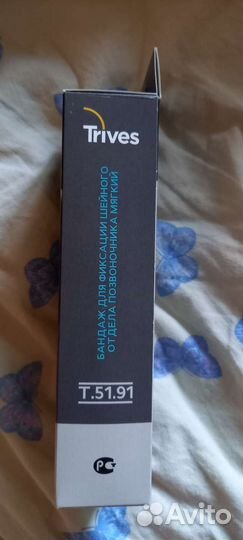 Trives
БАНДАЖ ДЛЯ ФИКСАЦИИ ШЕЙНОГО
ОТДЕЛА ПОЗВОНОЧНИКА МЯГКИЙ
Т.51.91
Avito